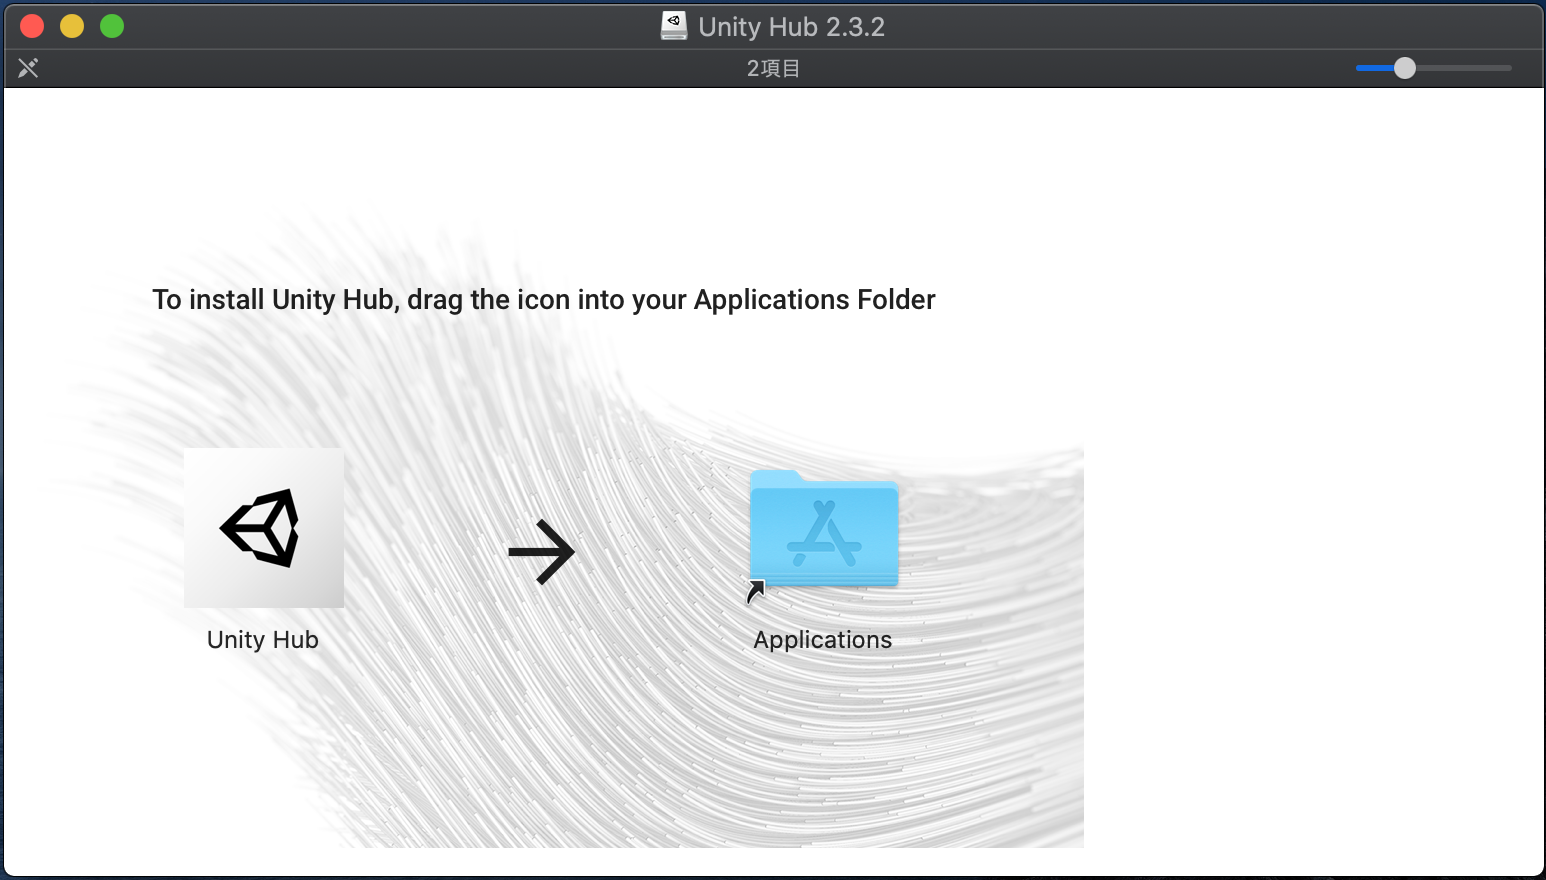 Unity Hub 2.3.2
2項目
To install Unity Hub, drag the icon into your Applications Folder
Unity Hub
Applications